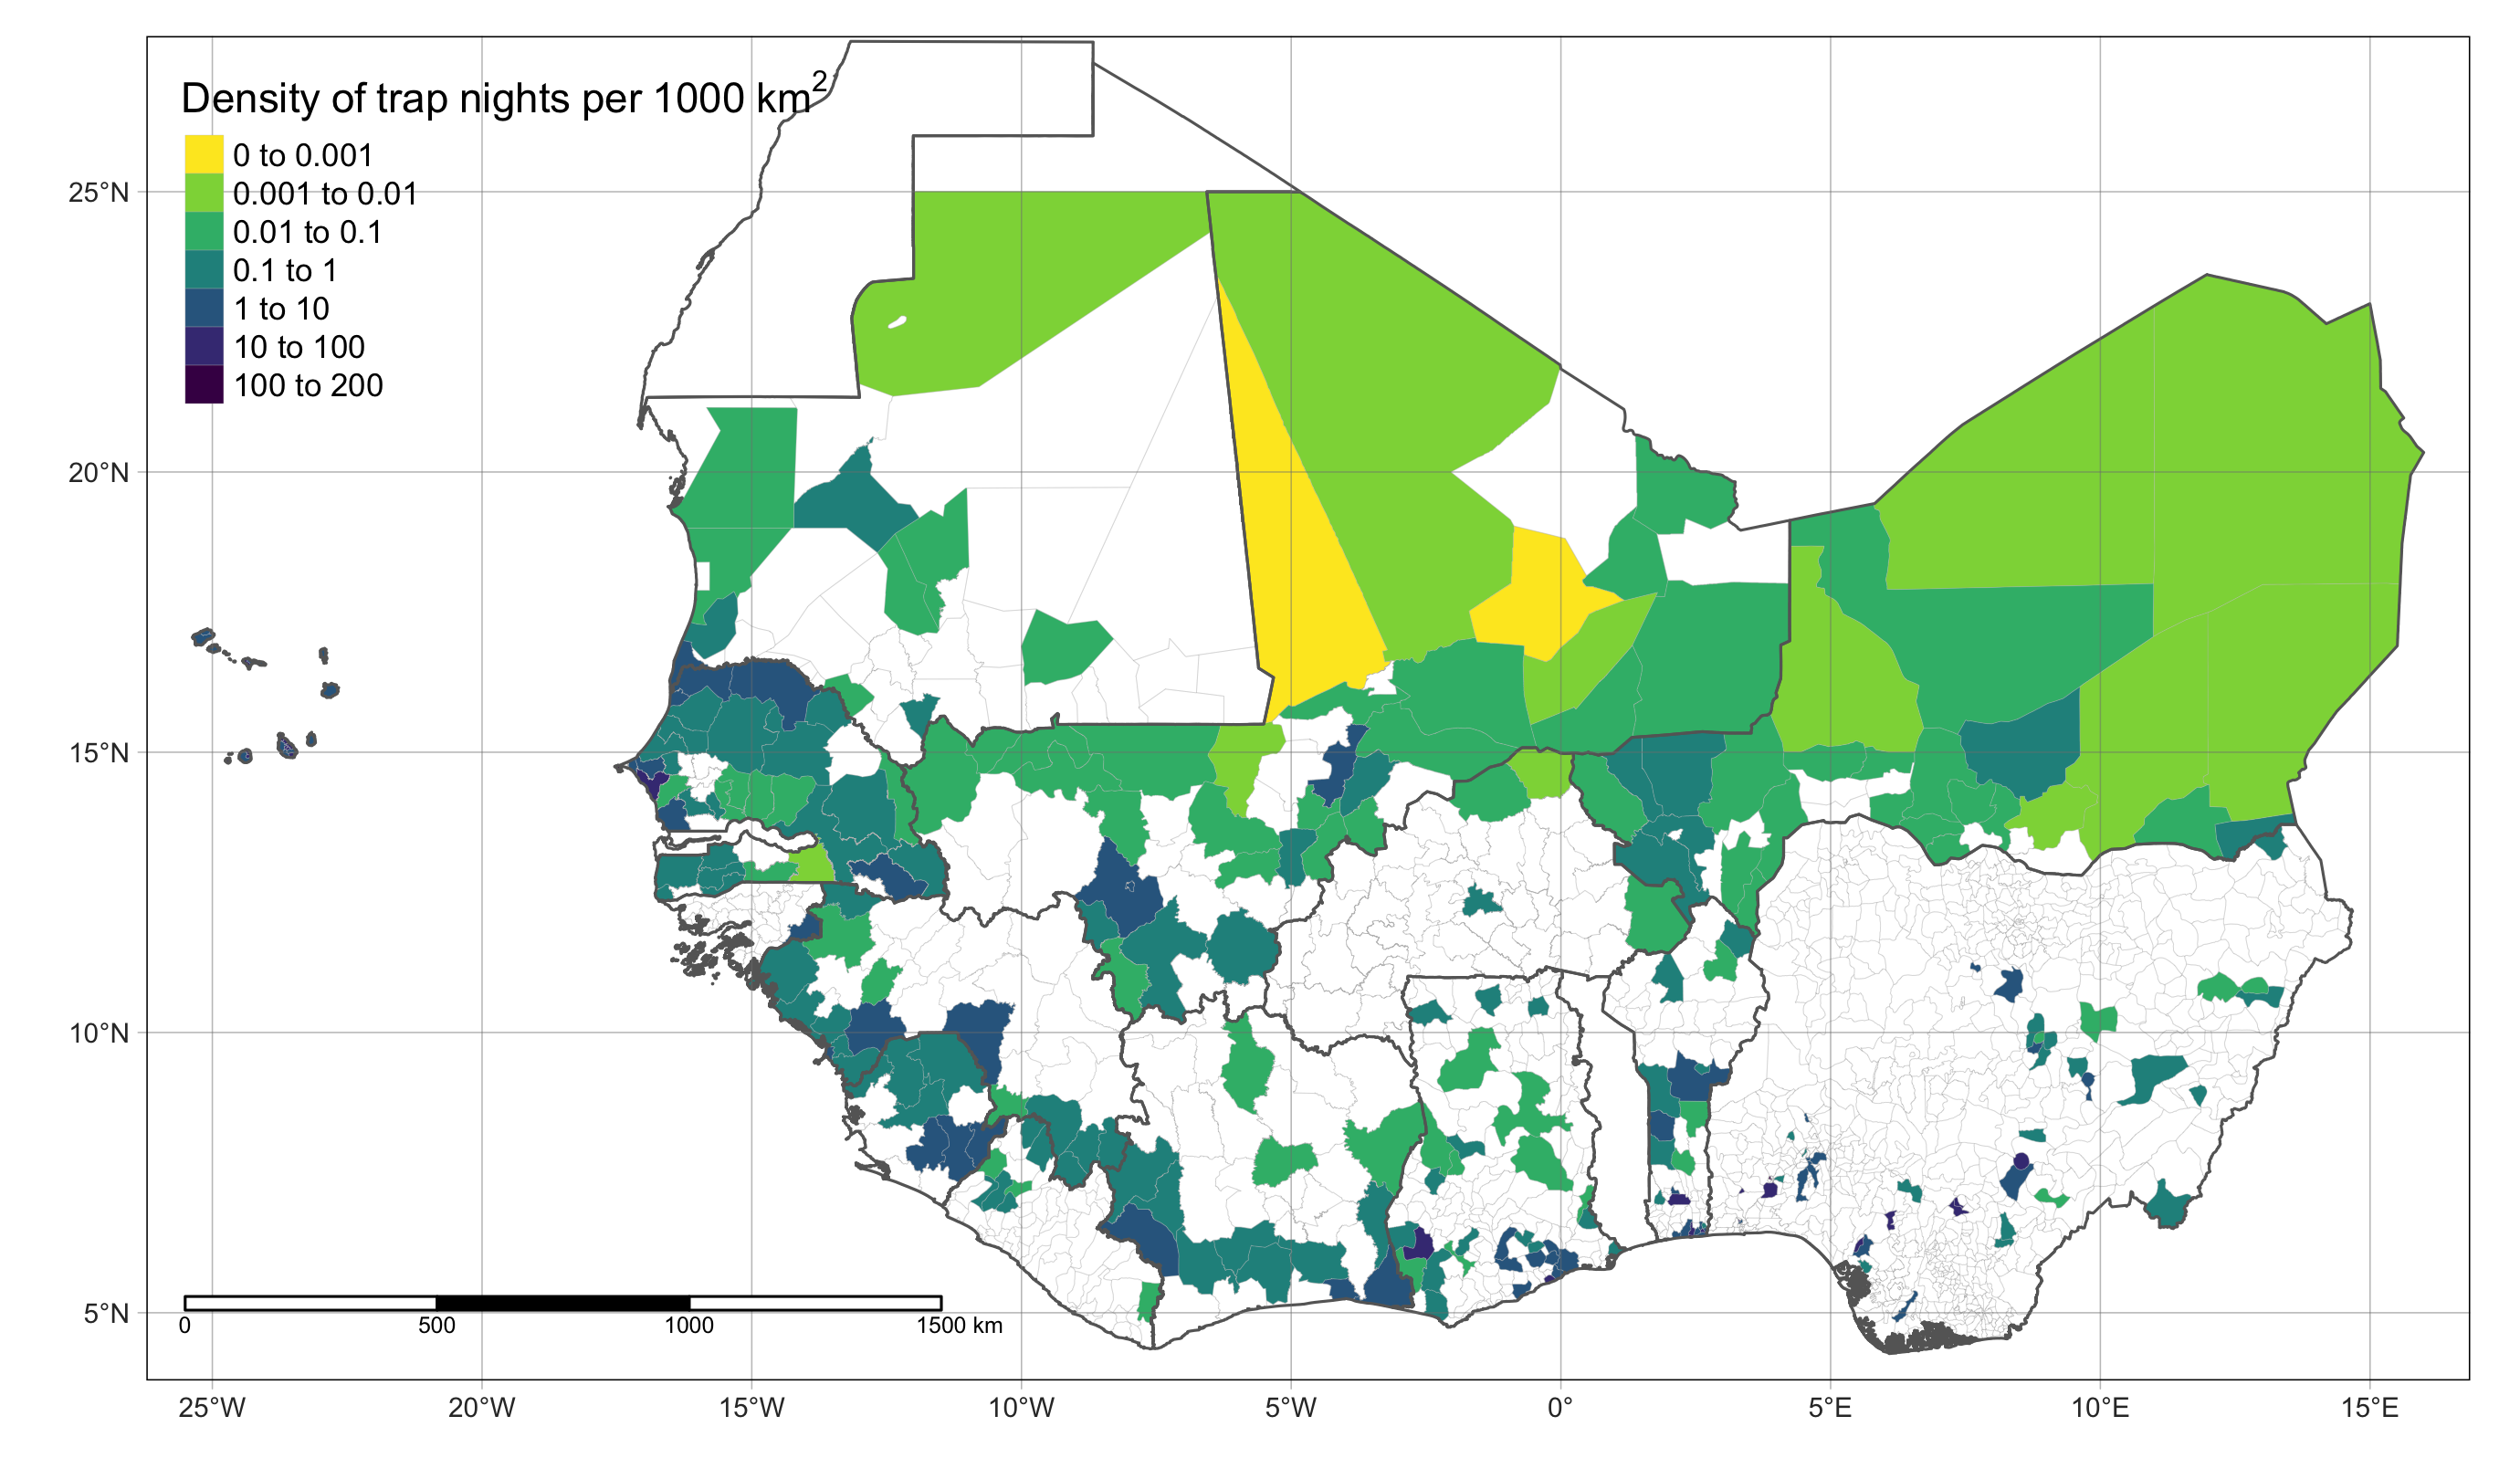 Density of trap nights per 1000 km²
0 to 0.001
0.001 to 0.01
0.01 to 0.1
0.1 to 1
1 to 10
10 to 100
100 to 200
25°N
20°N
15°N
10°N
5°N
0 500 1000 1500 km
25°W 20°W 15°W 10°W 5°W 0° 5°E 10°E 15°E